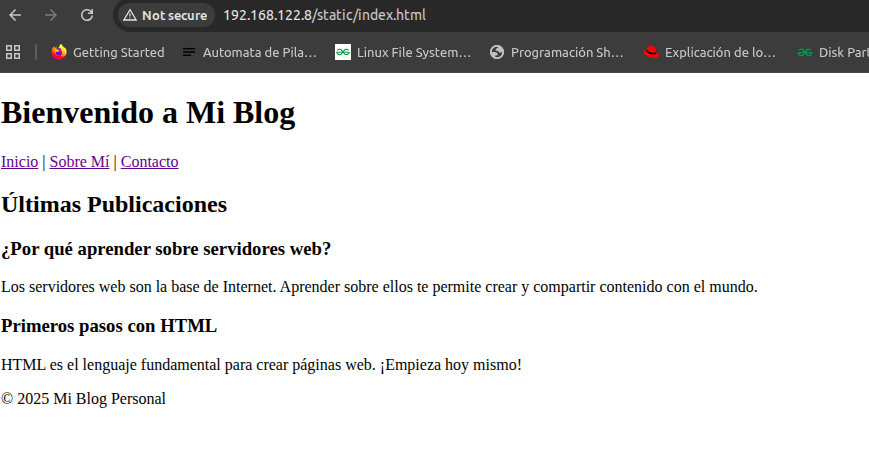 Not secure 192.168.122.8/static/index.html
Getting Started Automata de Pila... Linux File System... Programación Sh... Explicación de lo... Disk Part
Bienvenido a Mi Blog
Inicio | Sobre Mí | Contacto
Últimas Publicaciones
¿Por qué aprender sobre servidores web?
Los servidores web son la base de Internet. Aprender sobre ellos te permite crear y compartir contenido con el mundo.
Primeros pasos con HTML
HTML es el lenguaje fundamental para crear páginas web. ¡Empieza hoy mismo!
© 2025 Mi Blog Personal